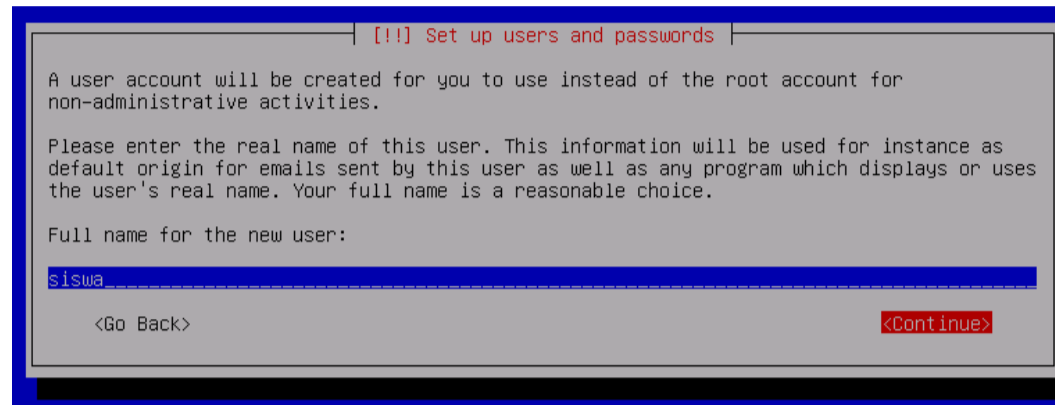 [!!] Set up users and passwords
A user account will be created for you to use instead of the root account for
non-administrative activities.
Please enter the real name of this user. This information will be used for instance as
default origin for emails sent by this user as well as any program which displays or uses
the user's real name. Your full name is a reasonable choice.
Full name for the new user:
siswa
<Go Back> <Continue>